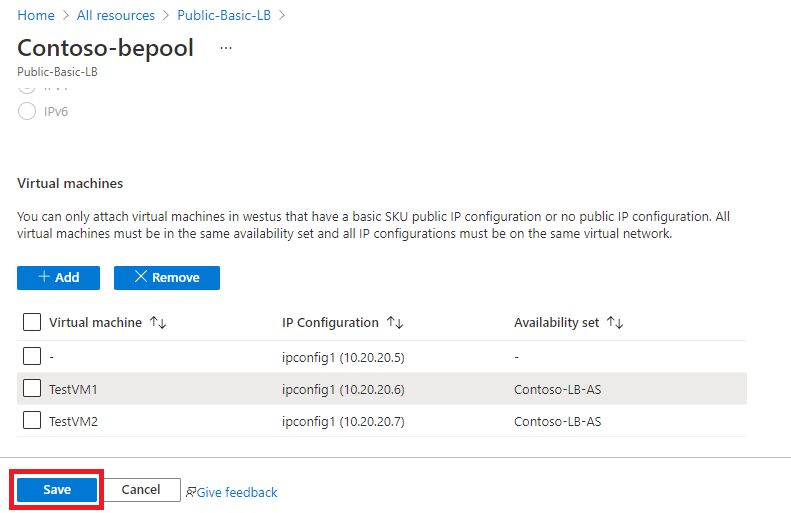 Home > All resources > Public-Basic-LB >
Contoso-bepool ...
Public-Basic-LB
IPv6
Virtual machines
You can only attach virtual machines in westus that have a basic SKU public IP configuration or no public IP configuration. All
virtual machines must be in the same availability set and all IP configurations must be on the same virtual network.
+ Add Remove
Virtual machine ↑↓ IP Configuration ↑↓ Availability set ↑↓
- ipconfig1 (10.20.20.5) -
TestVM1 ipconfig1 (10.20.20.6) Contoso-LB-AS
TestVM2 ipconfig1 (10.20.20.7) Contoso-LB-AS
Save Cancel Give feedback